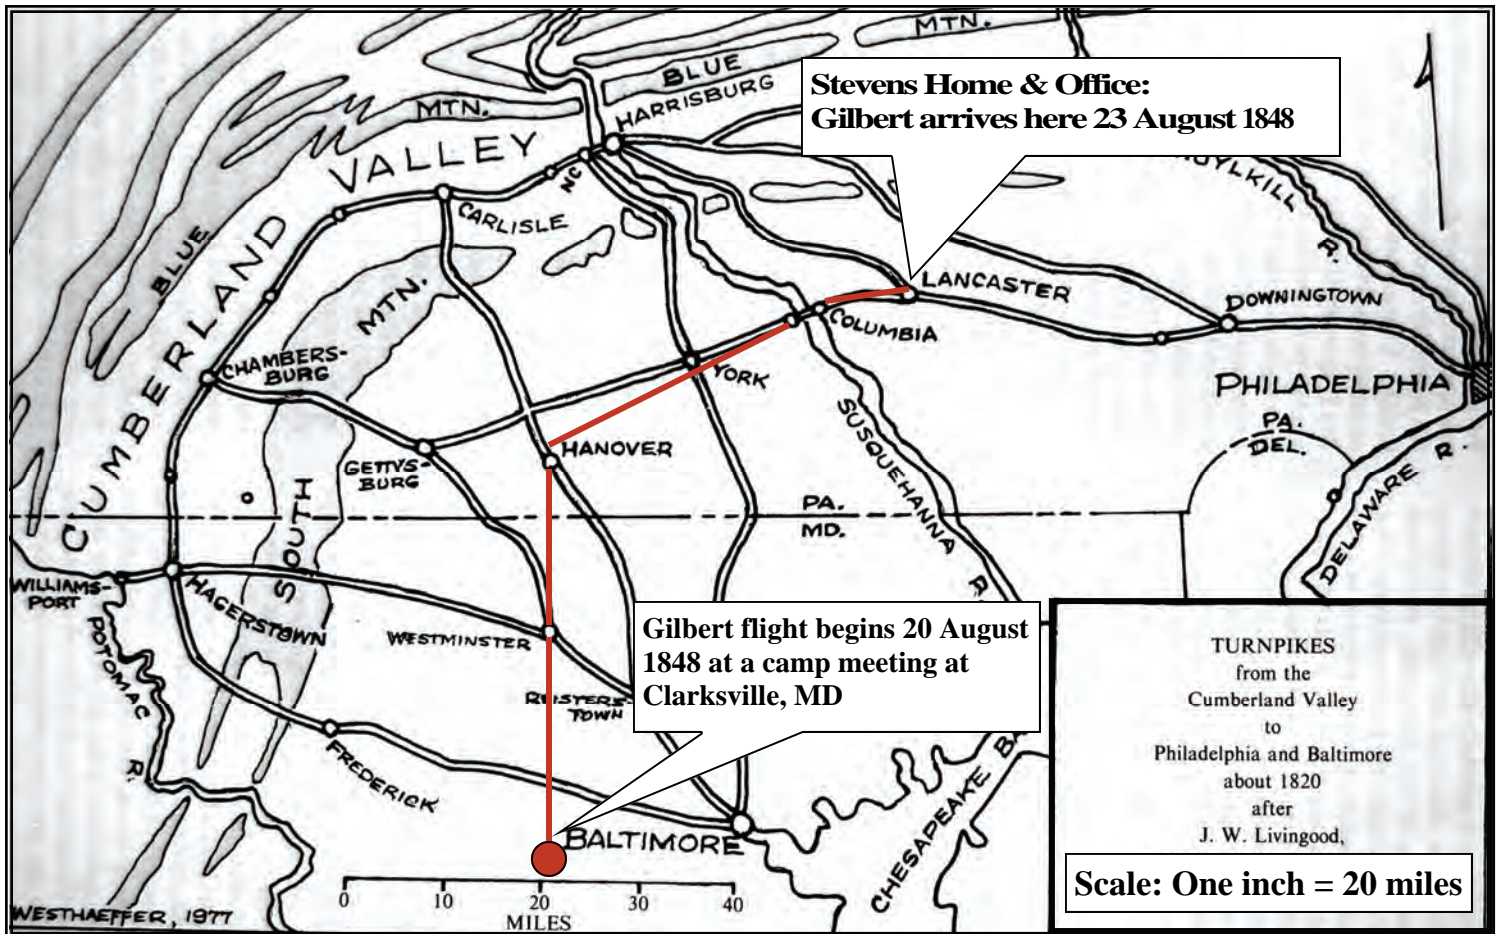 MTN.
BLUE
HARRISBURG
MTN.
Stevens Home & Office:
Gilbert arrives here 23 August 1848
VALLEY
NC
CARLISLE
UYLKILL
R.
CUMBERLAND
BLUE
MTN.
LANCASTER
DOWNINGTOWN
COLUMBIA
CHAMBERS-
BURG
YORK
PHILADELPHIA
PA.
DEL.
SUSQUEHANNA
R.
HANOVER
GETTYS-
BURG
SOUTH
PA.
MD.
DELAWARE R.
WILLIAMS-
PORT
HAGERSTOWN
POTOMAC
R.
WESTMINSTER
REISTERS-
TOWN
Gilbert flight begins 20 August
1848 at a camp meeting at
Clarksville, MD
FREDERICK
BALTIMORE
CHESAPEAKE BA
TURNPIKES
from the
Cumberland Valley
to
Philadelphia and Baltimore
about 1820
after
J. W. Livingood,
Scale: One inch = 20 miles
0 10 20 30 40
MILES
WESTHAEFFER, 1977